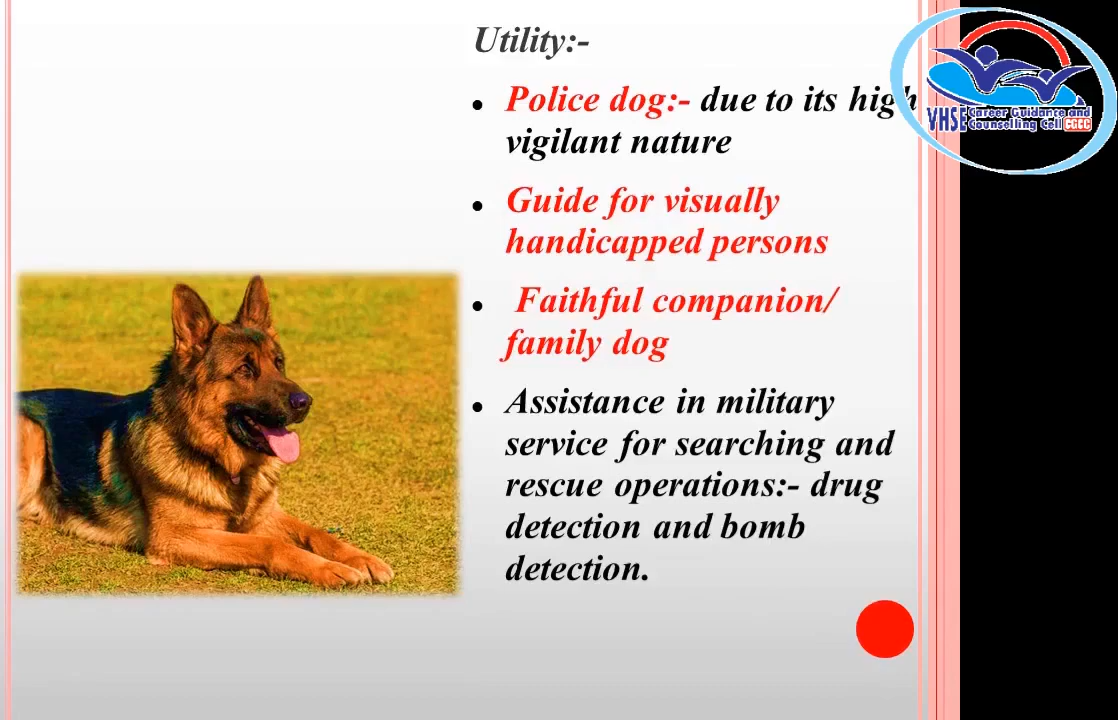 Utility:-
Police dog:- due to its high
vigilant nature
Guide for visually
handicapped persons
Faithful companion/
family dog
Assistance in military
service for searching and
rescue operations:- drug
detection and bomb
detection.
VHSE Career Guidance and
Counselling Cell CGCC